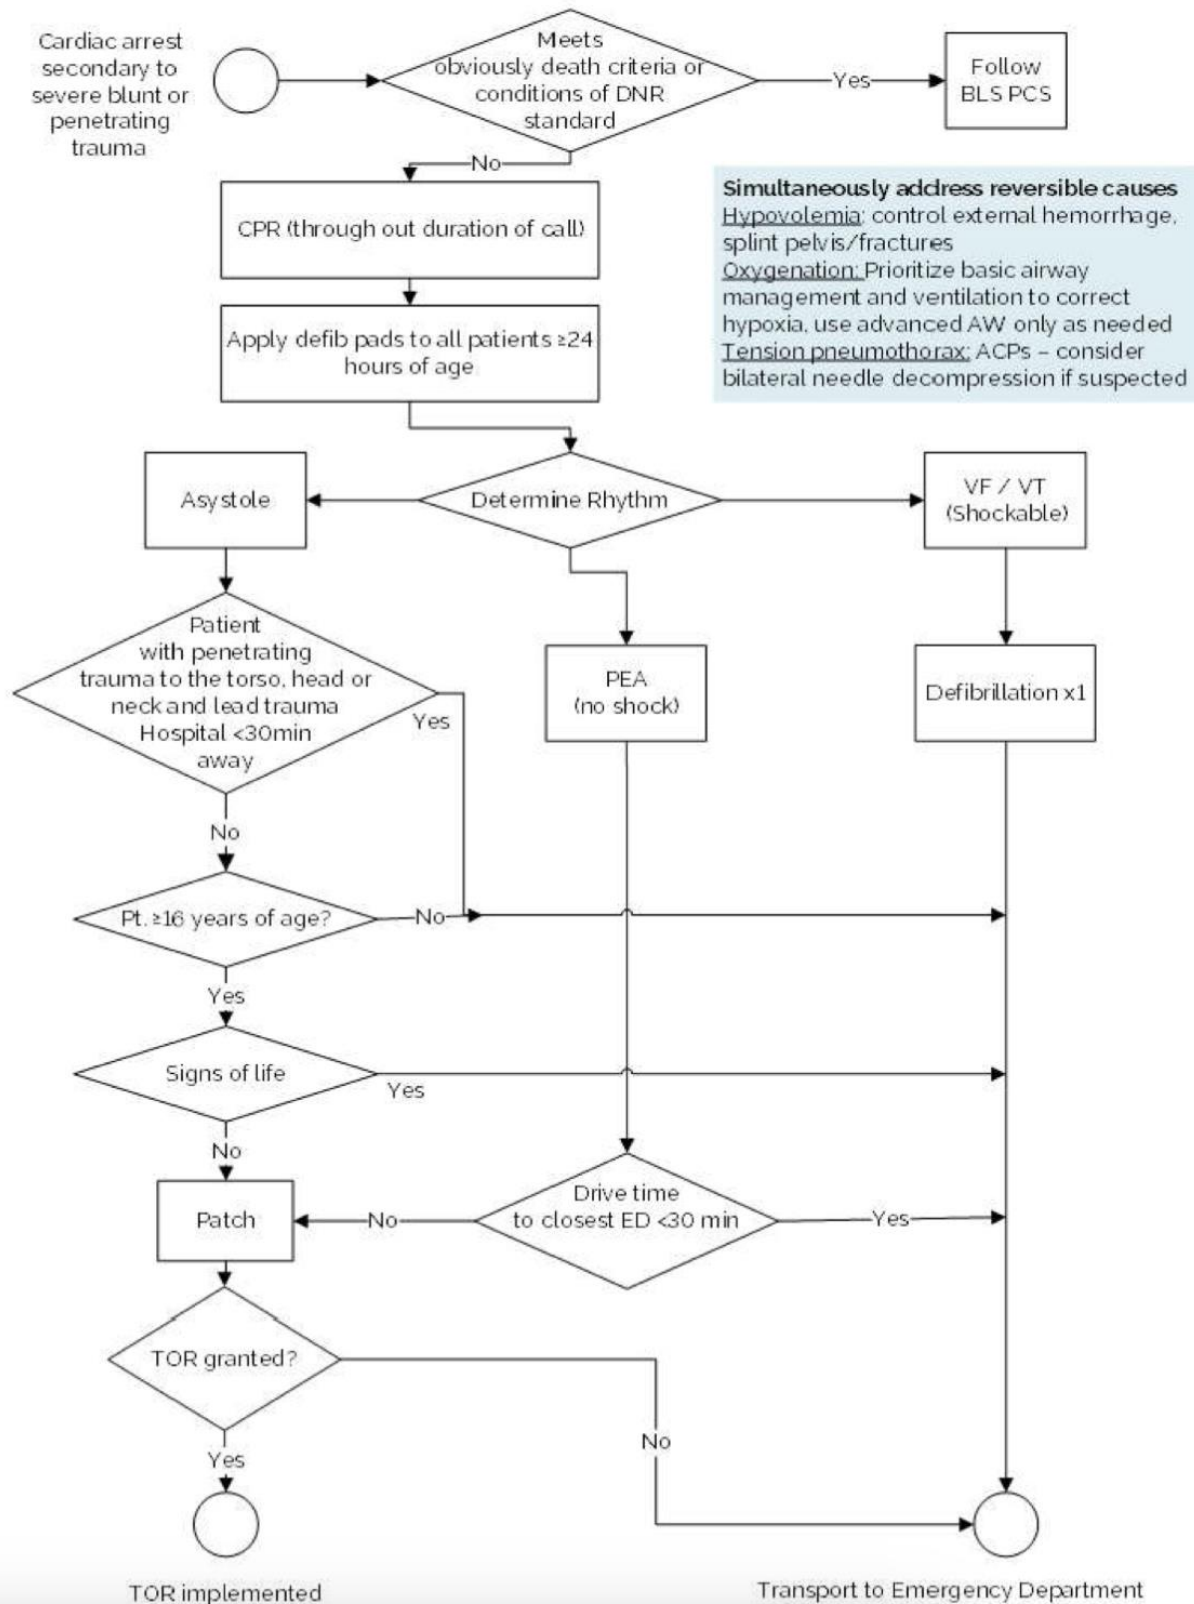 Cardiac arrest
secondary to
severe blunt or
penetrating
trauma
Meets
obviously death criteria or
conditions of DNR
standard
Yes
Follow
BLS PCS
No
CPR (through out duration of call)
Simultaneously address reversible causes
Hypovolemia: control external hemorrhage,
splint pelvis/fractures
Oxygenation: Prioritize basic airway
management and ventilation to correct
hypoxia, use advanced AW only as needed
Tension pneumothorax: ACPs – consider
bilateral needle decompression if suspected
Apply defib pads to all patients ≥24
hours of age
Asystole
Determine Rhythm
VF / VT
(Shockable)
Patient
with penetrating
trauma to the torso, head or
neck and lead trauma
Hospital <30min
away
Yes
PEA
(no shock)
Defibrillation x1
No
Pt. ≥16 years of age?
No
Yes
Signs of life
Yes
No
Patch
No
Drive time
to closest ED <30 min
Yes
TOR granted?
No
Yes
TOR implemented
Transport to Emergency Department